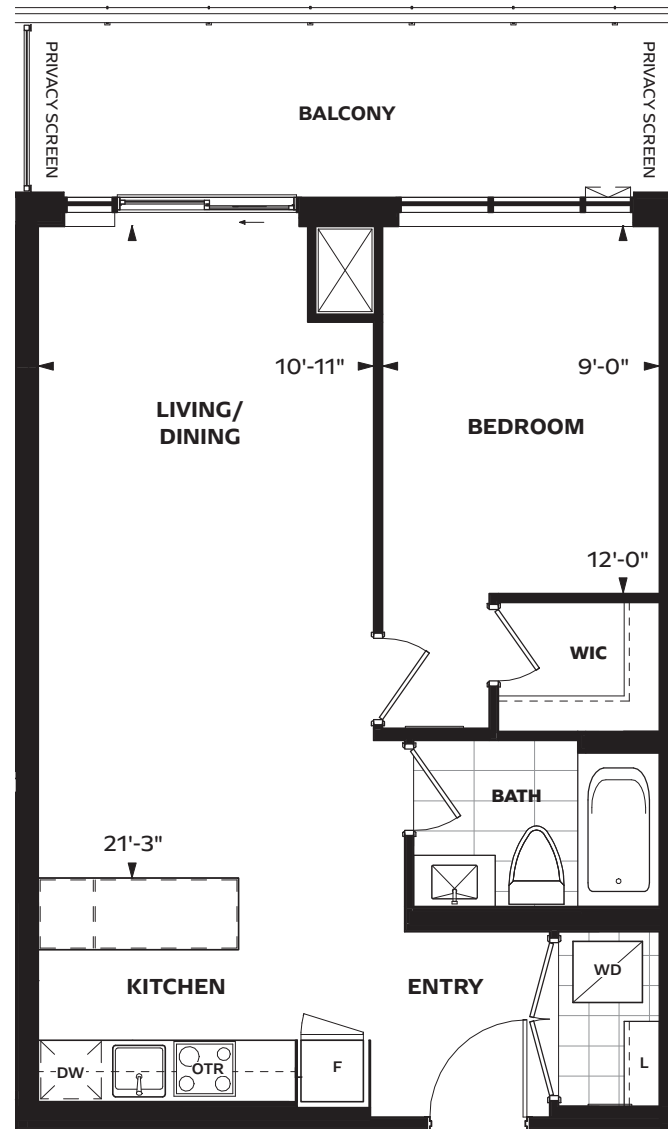 PRIVACY SCREEN
PRIVACY SCREEN
BALCONY
10'-11"
9'-0"
LIVING/
DINING
BEDROOM
12'-0"
WIC
BATH
21'-3"
KITCHEN
ENTRY
WD
DW
OTR
F
L